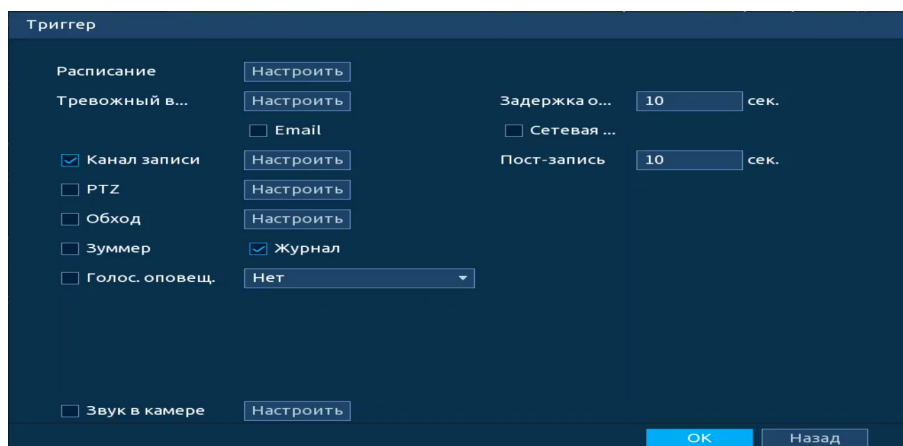 Триггер
Расписание Настроить
Тревожный в... Настроить Задержка о... 10 сек.
Email Сетевая ...
Канал записи Настроить Пост-запись 10 сек.
PTZ Настроить
Обход Настроить
Зуммер Журнал
Голос. оповещ. Нет
Звук в камере Настроить
ОК Назад